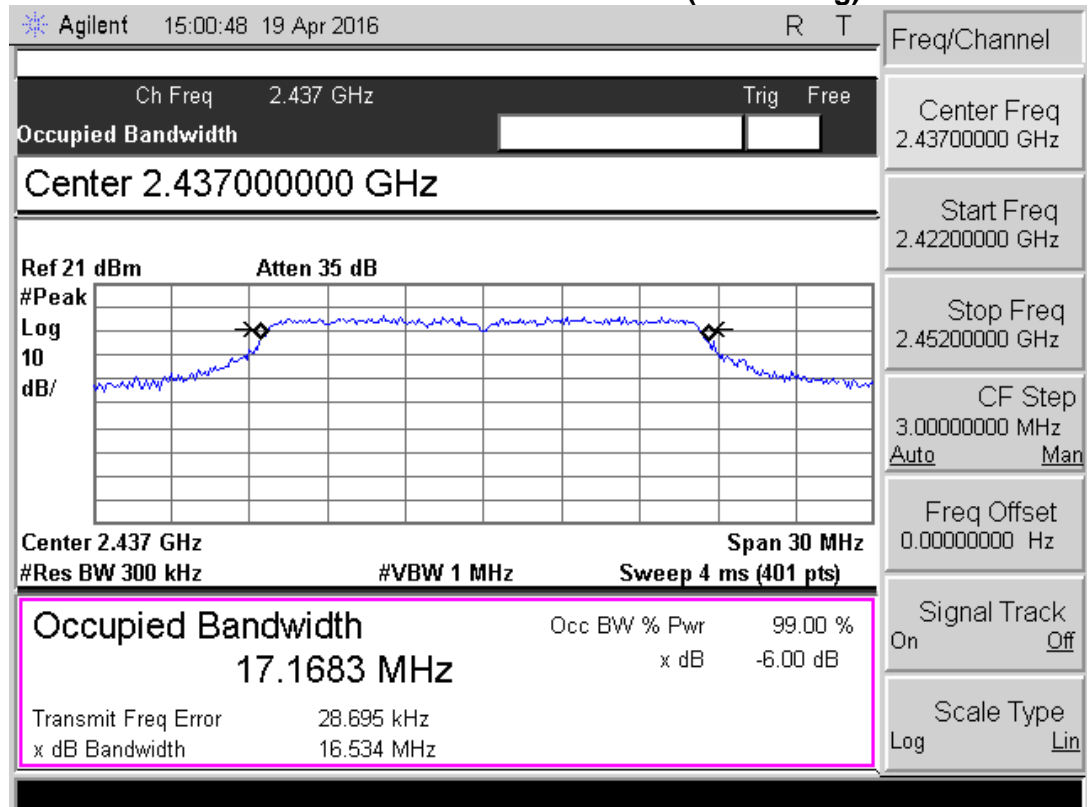 Agilent 15:00:48 19 Apr 2016 R T
Ch Freq 2.437 GHz Trig Free
Occupied Bandwidth
Center 2.437000000 GHz
Ref 21 dBm Atten 35 dB
#Peak
Log
10
dB/
Center 2.437 GHz Span 30 MHz
#Res BW 300 kHz #VBW 1 MHz Sweep 4 ms (401 pts)
Occupied Bandwidth Occ BW % Pwr 99.00 %
17.1683 MHz x dB -6.00 dB
Transmit Freq Error 28.695 kHz
x dB Bandwidth 16.534 MHz
Freq/Channel
Center Freq
2.43700000 GHz
Start Freq
2.42200000 GHz
Stop Freq
2.45200000 GHz
CF Step
3.00000000 MHz
Auto Man
Freq Offset
0.00000000 Hz
Signal Track
On Off
Scale Type
Log Lin